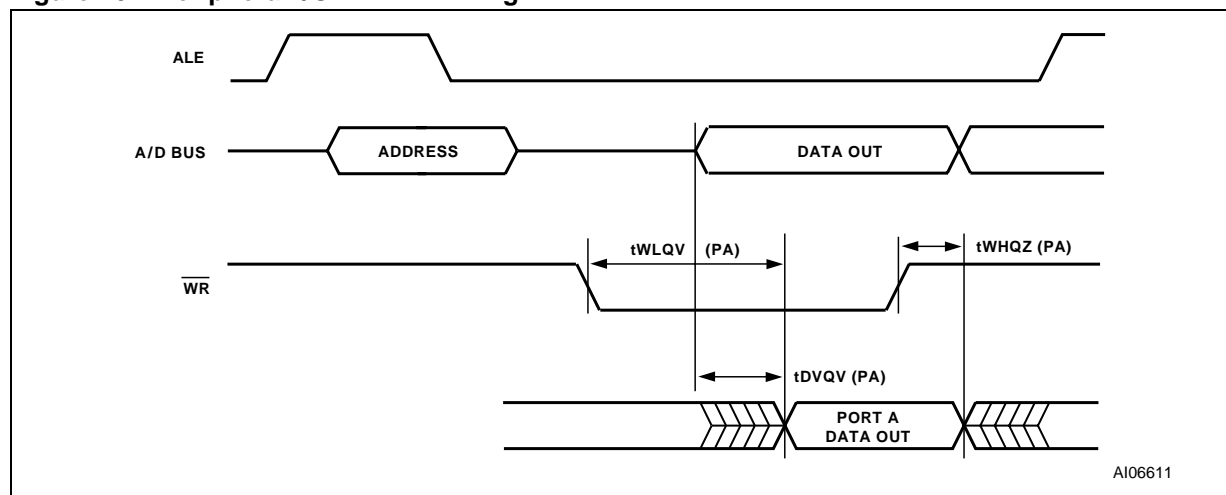 ALE
A/D BUS
ADDRESS
DATA OUT
tWLQV (PA)
tWHQZ (PA)
WR
tDVQV (PA)
PORT A
DATA OUT
AI06611